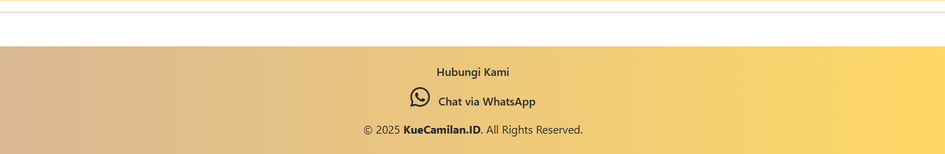 Hubungi Kami
Chat via WhatsApp
© 2025 KueCamilan.ID. All Rights Reserved.